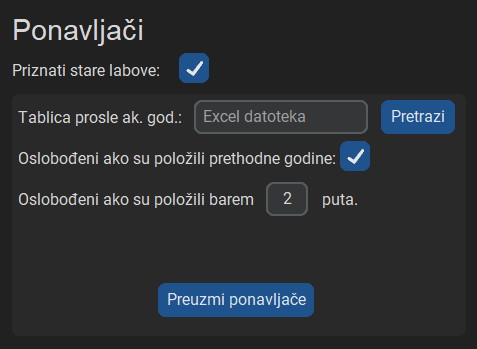 Ponavljači
Priznati stare labove:
Tablica prosle ak. god.: Excel datoteka Pretrazi
Oslobođeni ako su položili prethodne godine:
Oslobođeni ako su položili barem 2 puta.
Preuzmi ponavljače